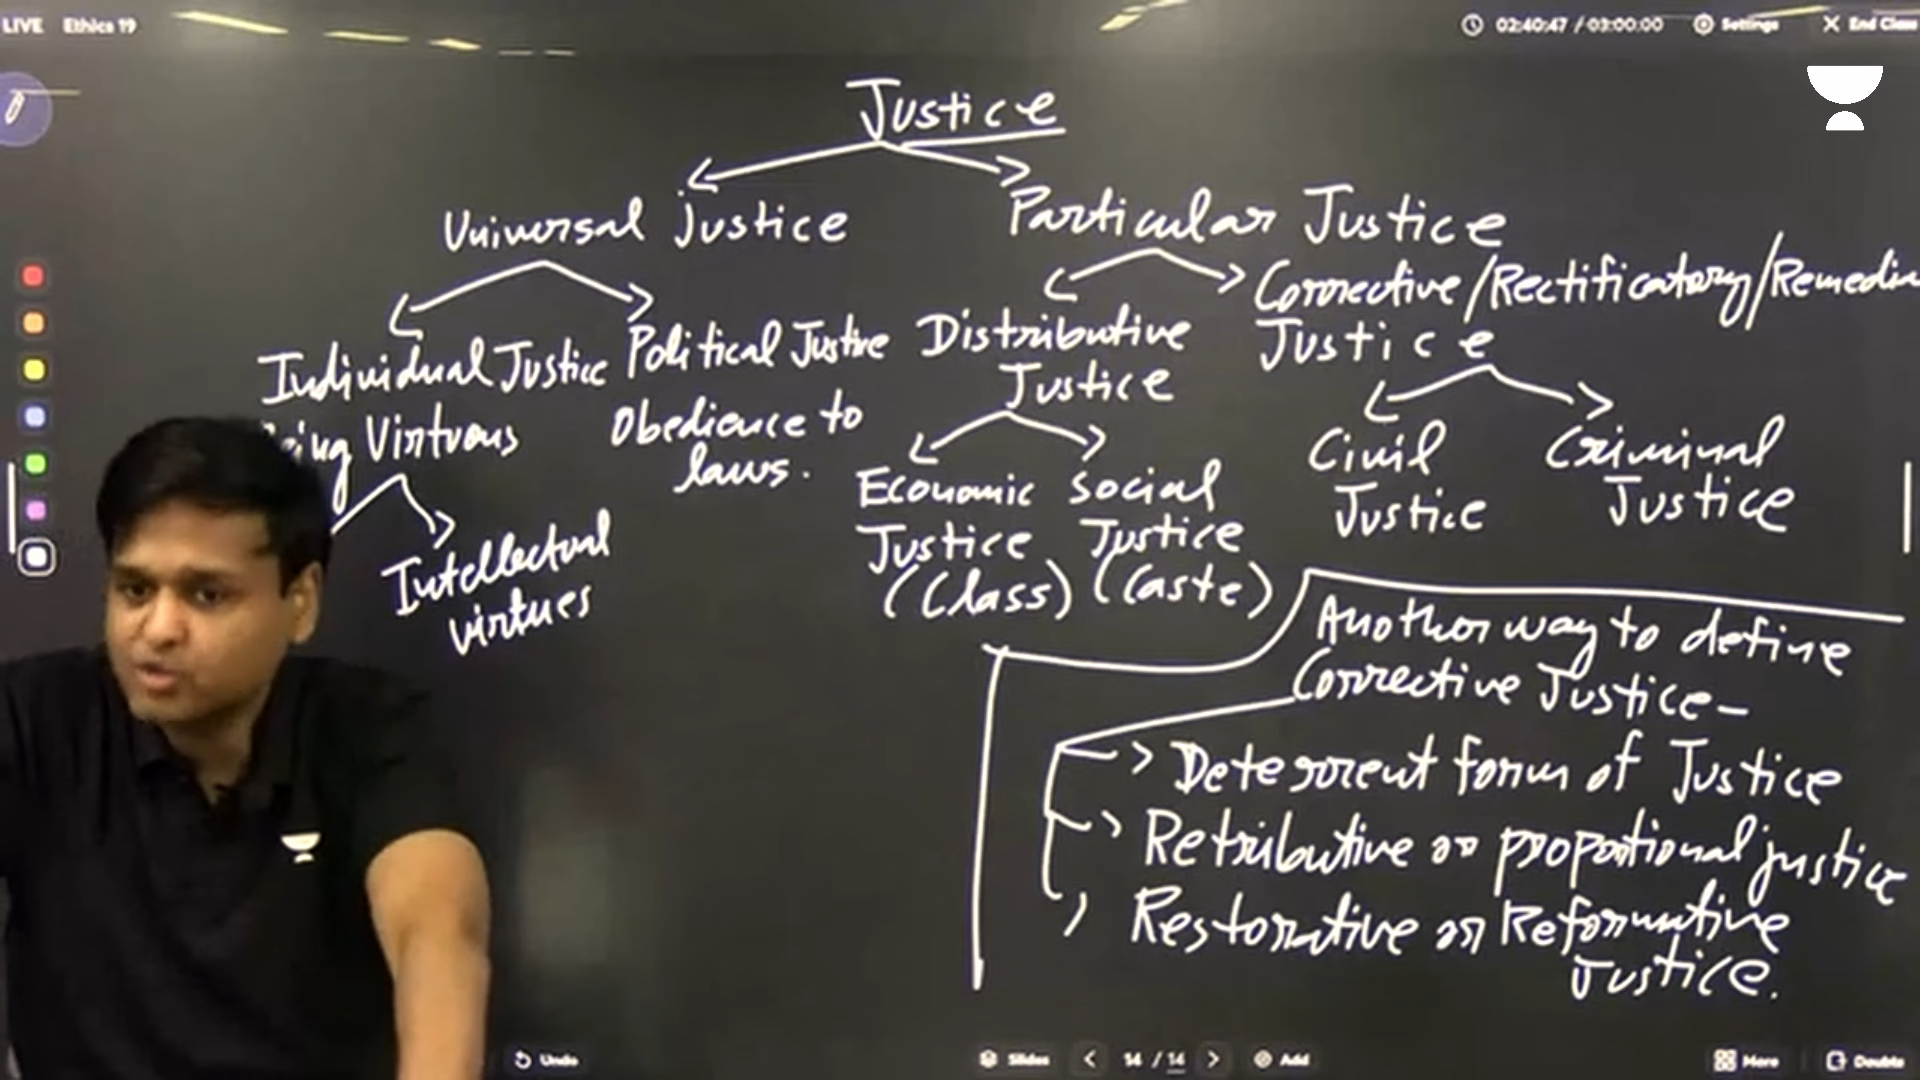 LIVE Ethics 19
02:40:47 / 03:00:00 Settings End Class
Justice
Universal justice
Particular Justice
Individual Justice
Virtuous
Intellectual
virtues
Political Justice
Obedience to
laws.
Distributive
Justice
Economic
Justice
(Class)
Social
Justice
(Caste)
Corrective/Rectificatory/
Justice
Civil
Justice
Criminal
Justice
Another way to define
Corrective Justice-
Deterrent form of Justice
Retributive or proportional justice
Restorative or Reformative
Justice.
Undo
Slides 14 / 14 Add
More Doubts